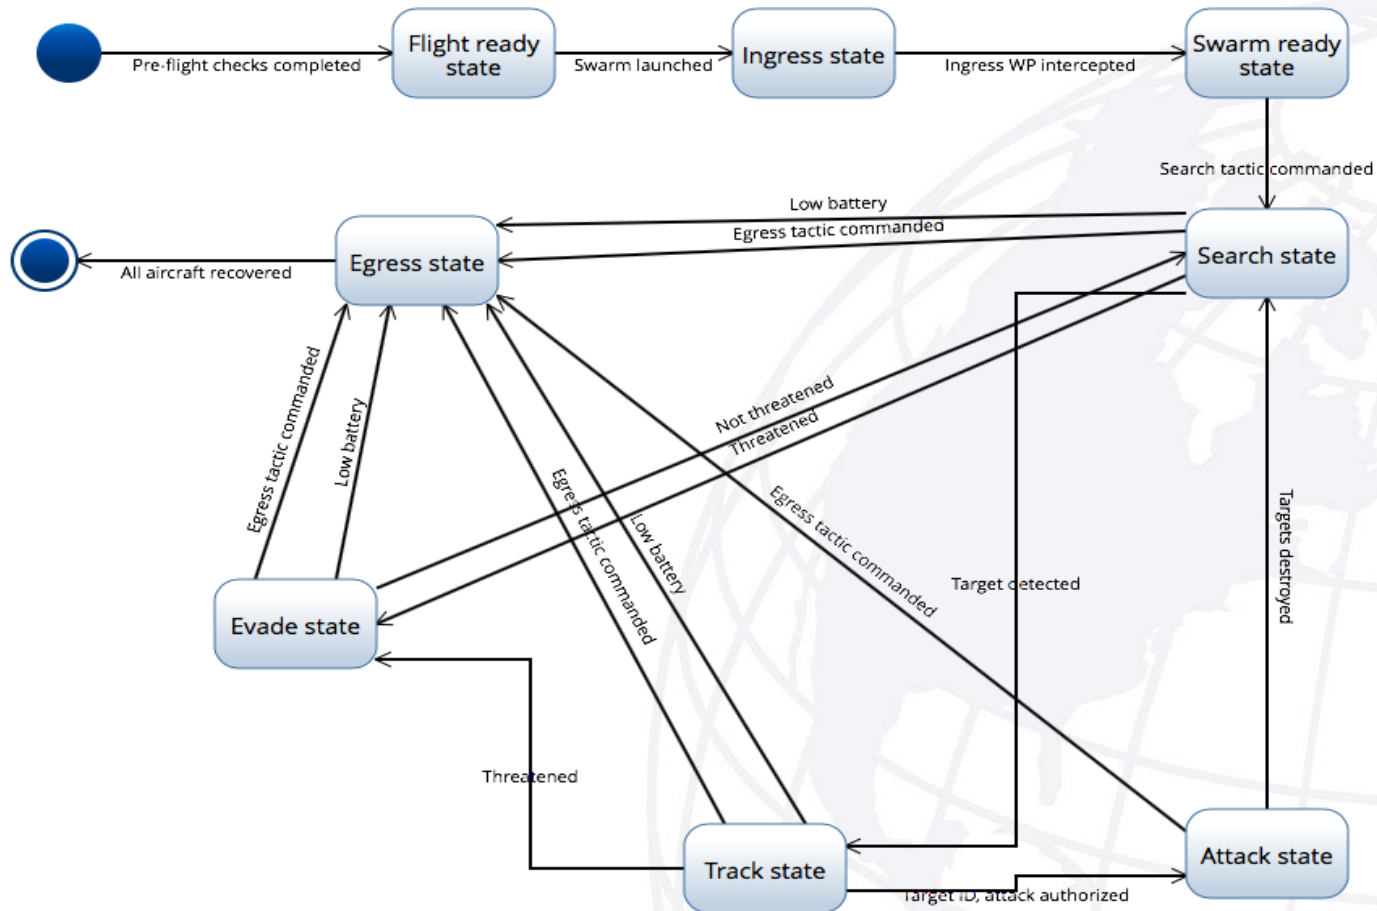 Flight ready
state
Ingress state
Swarm ready
state
Pre-flight checks completed
Swarm launched
Ingress WP intercepted
Search tactic commanded
Low battery
Egress tactic commanded
Egress state
Search state
All aircraft recovered
Egress tactic commanded
Low battery
Not threatened
Threatened
Egress tactic commanded
Low battery
Egress tactic commanded
Target detected
Targets destroyed
Evade state
Threatened
Track state
Attack state
Target ID, attack authorized